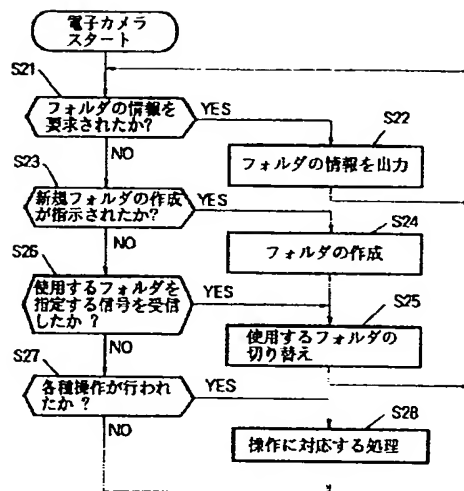 電子カメラ
スタート
S21
フォルダの情報を
要求されたか?
YES
NO
S22
フォルダの情報を出力
S23
新規フォルダの作成
が指示されたか?
YES
NO
S24
フォルダの作成
S26
使用するフォルダを
指定する信号を受信
したか ?
YES
NO
S25
使用するフォルダの
切り替え
S27
各種操作が行われ
たか ?
YES
NO
S28
操作に対応する処理